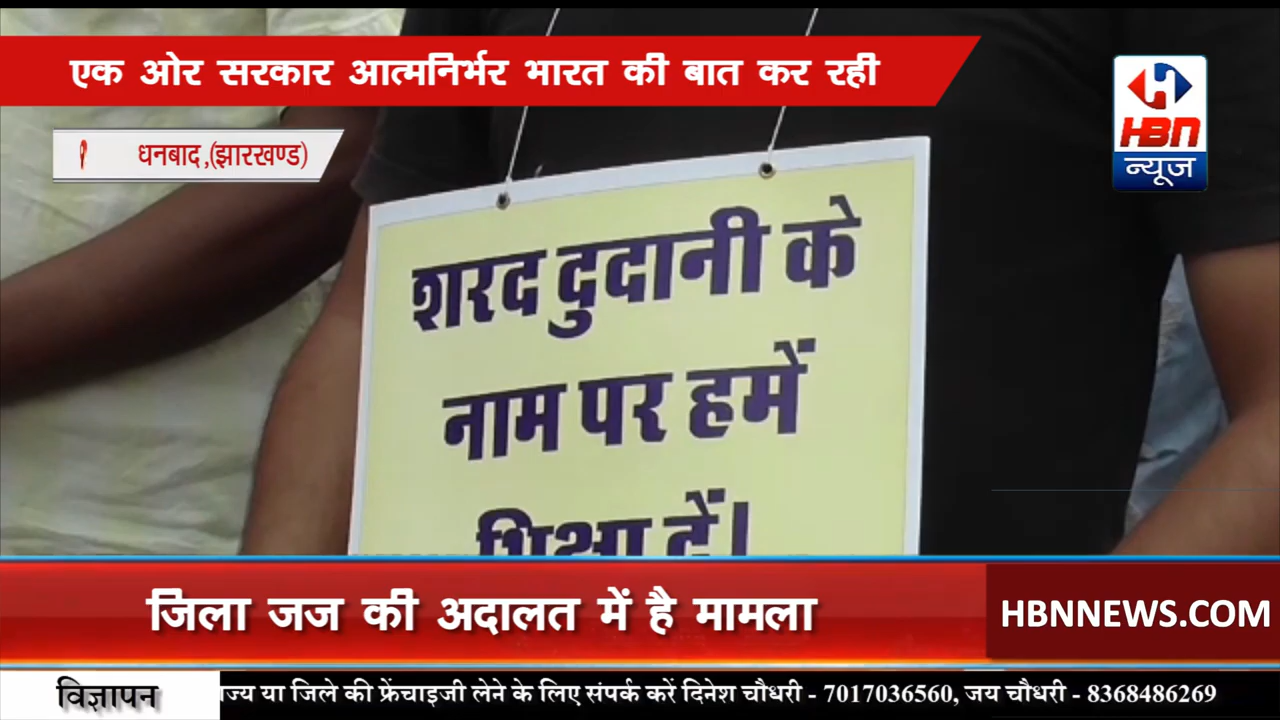 एक ओर सरकार आत्मनिर्भर भारत की बात कर रही
HBN
न्यूज
धनबाद ,(झारखण्ड)
शरद दुदानी के
नाम पर हमें
भिक्षा दें।
जिला जज की अदालत में है मामला
HBNNEWS.COM
विज्ञापन
या जिले की फ्रेंचाइजी लेने के लिए संपर्क करें दिनेश चौधरी - 7017036560, जय चौधरी - 8368486269